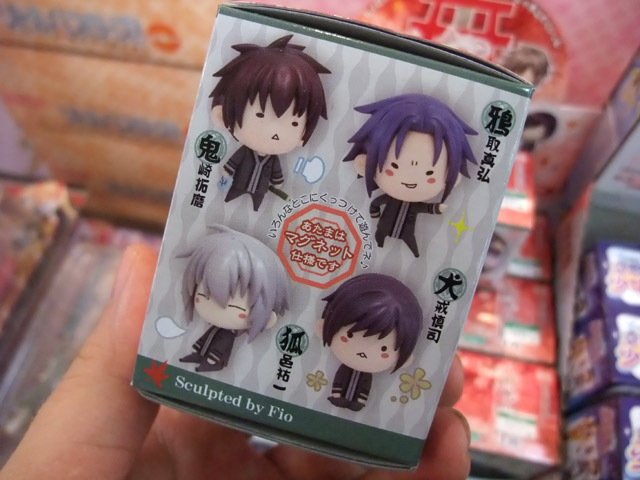 鬼崎拓磨
鴉取真弘
いろんなとこにくっつけて遊んでネ♪
あたまは
マグネット
仕様です
狐邑祐一
犬戒慎司
Sculpted by Fio